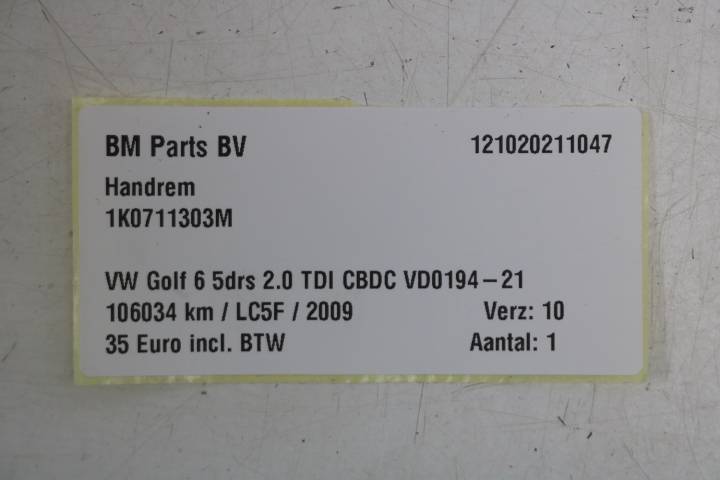 BM Parts BV 121020211047
Handrem
1K0711303M
VW Golf 6 5drs 2.0 TDI CBDC VD0194-21
106034 km / LC5F / 2009 Verz: 10
35 Euro incl. BTW Aantal: 1